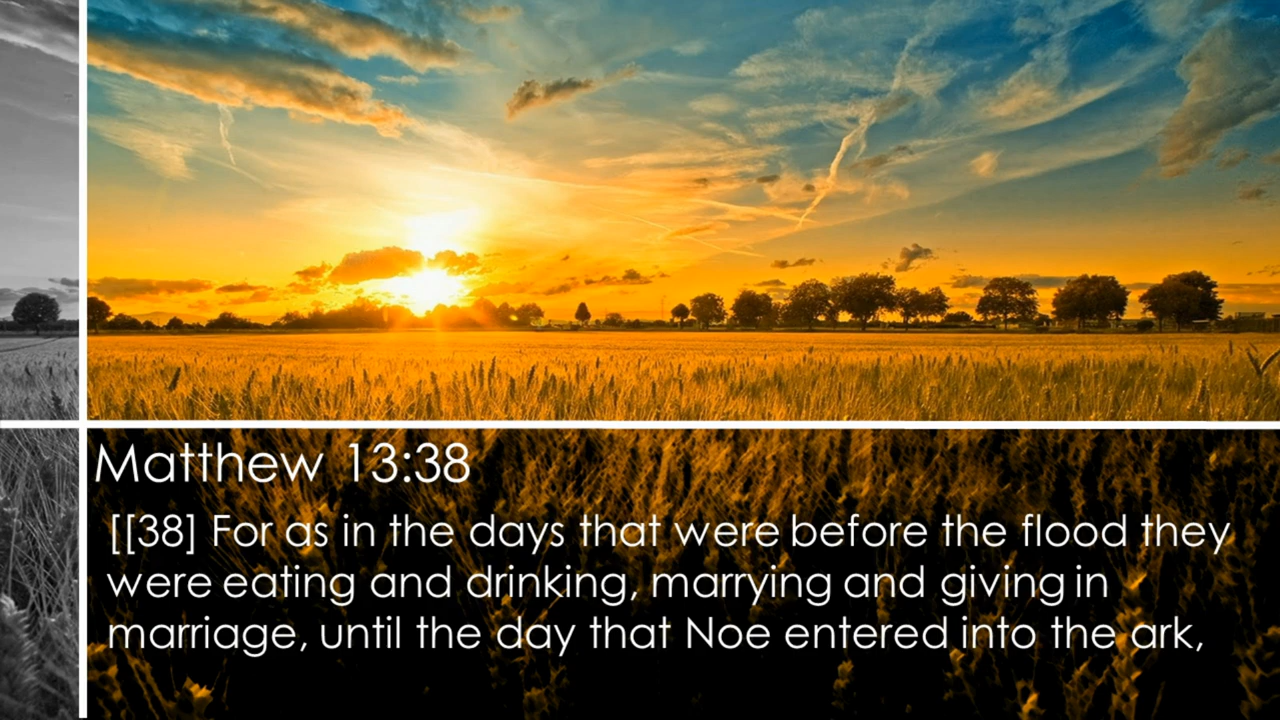 Matthew 13:38
[[38] For as in the days that were before the flood they
were eating and drinking, marrying and giving in
marriage, until the day that Noe entered into the ark,